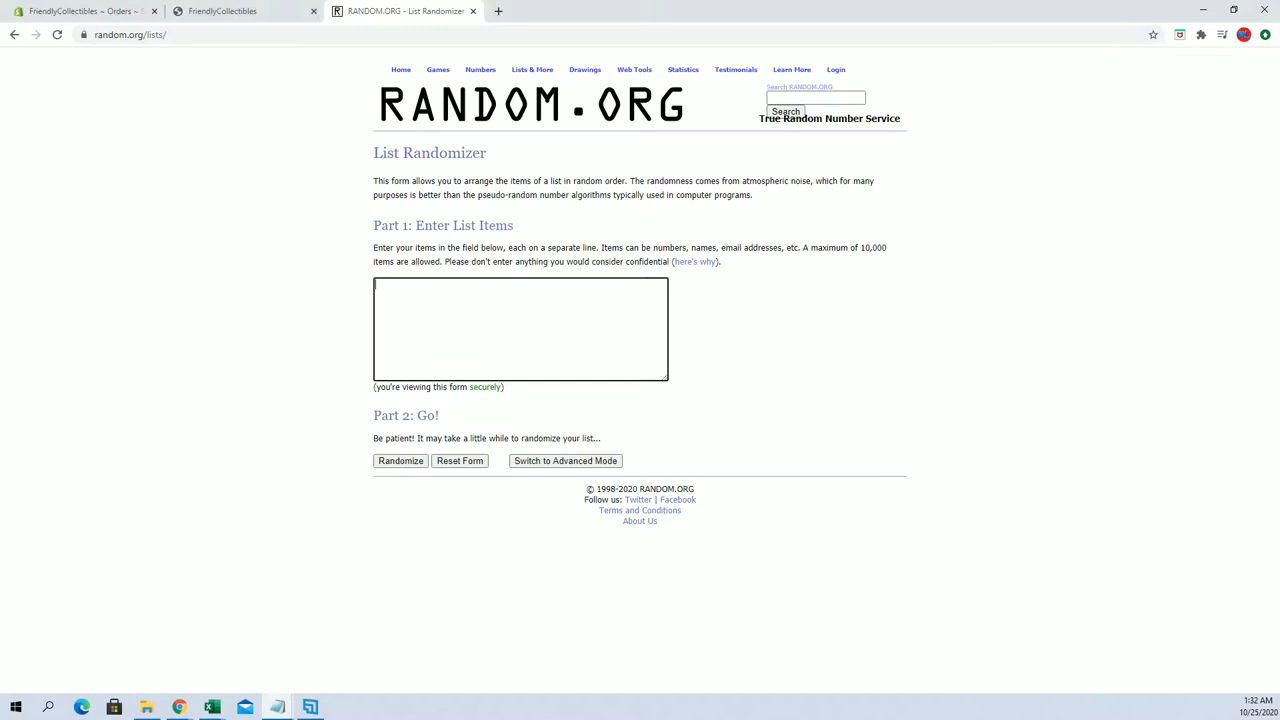 FriendlyCollectibles ~ Orders ~ S
FriendlyCollectibles
RANDOM.ORG - List Randomizer
random.org/lists/
Home Games Numbers Lists & More Drawings Web Tools Statistics Testimonials Learn More Login
RANDOM.ORG
Search RANDOM.ORG
Search
True Random Number Service
List Randomizer
This form allows you to arrange the items of a list in random order. The randomness comes from atmospheric noise, which for many
purposes is better than the pseudo-random number algorithms typically used in computer programs.
Part 1: Enter List Items
Enter your items in the field below, each on a separate line. Items can be numbers, names, email addresses, etc. A maximum of 10,000
items are allowed. Please don't enter anything you would consider confidential (here's why).
(you're viewing this form securely)
Part 2: Go!
Be patient! It may take a little while to randomize your list...
Randomize Reset Form Switch to Advanced Mode
© 1998-2020 RANDOM.ORG
Follow us: Twitter | Facebook
Terms and Conditions
About Us
1:32 AM
10/25/2020